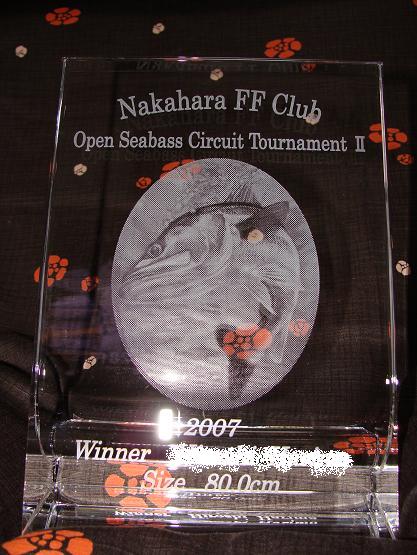 Nakahara FF Club
Open Seabass Circuit Tournament II
2007
Winner
Size 80.0cm